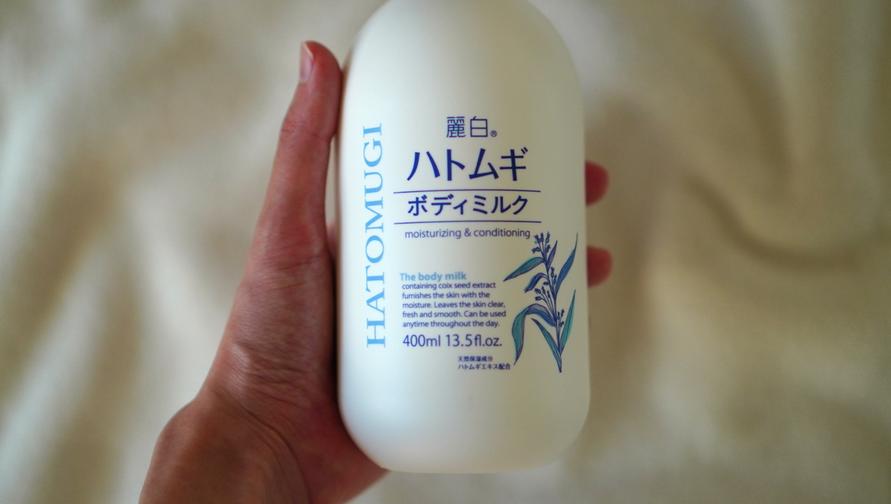 麗白®
ハトムギ
ボディミルク
moisturizing & conditioning
HATOMUGI
The body milk
containing coix seed extract
furnishes the skin with the
moisture. Leaves the skin clear,
fresh and smooth. Can be used
anytime throughout the day.
400ml 13.5fl.oz.
天然保湿成分
ハトムギエキス配合